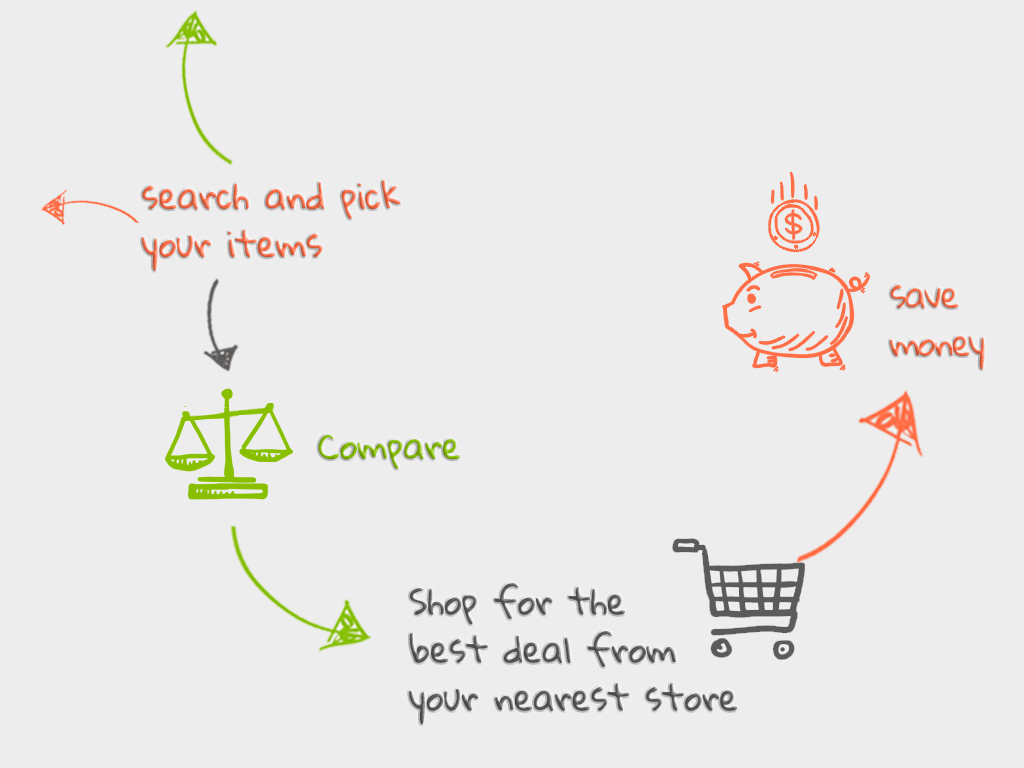 search and pick
your items
save
money
Compare
Shop for the
best deal from
your nearest store
$